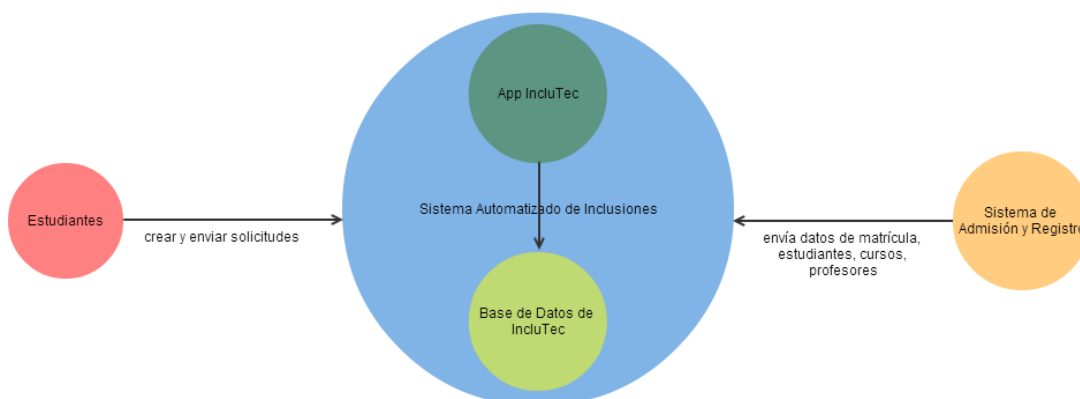 App IncluTec
Estudiantes
crear y enviar solicitudes
Sistema Automatizado de Inclusiones
envía datos de matrícula,
estudiantes, cursos,
profesores
Sistema de
Admisión y Registro
Base de Datos de
IncluTec